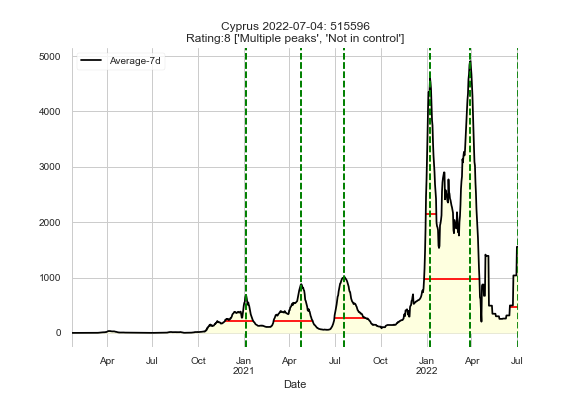 Cyprus 2022-07-04: 515596
Rating:8 ['Multiple peaks', 'Not in control']
5000
Average-7d
4000
3000
2000
1000
0
Apr Jul Oct Jan Apr Jul Oct Jan Apr Jul
2021 2022
Date